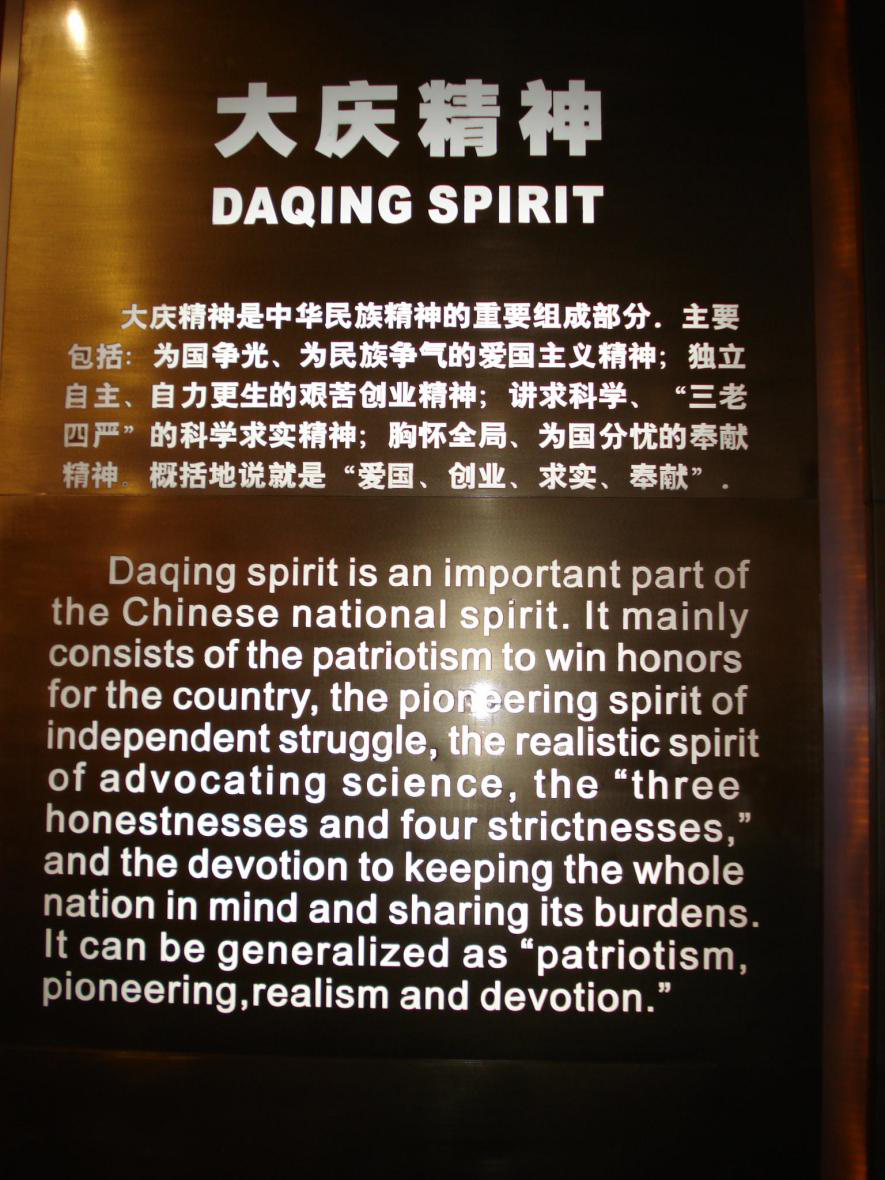 大庆精神
DAQING SPIRIT
大庆精神是中华民族精神的重要组成部分．主要
包括：为国争光、为民族争气的爱国主义精神；独立
自主、自力更生的艰苦创业精神；讲求科学、“三老
四严”的科学求实精神；胸怀全局、为国分忧的奉献
精神．概括地说就是“爱国、创业、求实、奉献”．
Daqing spirit is an important part of
the Chinese national spirit. It mainly
consists of the patriotism to win honors
for the country, the pioneering spirit of
independent struggle, the realistic spirit
of advocating science, the “three
honestnesses and four strictnesses,”
and the devotion to keeping the whole
nation in mind and sharing its burdens.
It can be generalized as “patriotism,
pioneering,realism and devotion.”